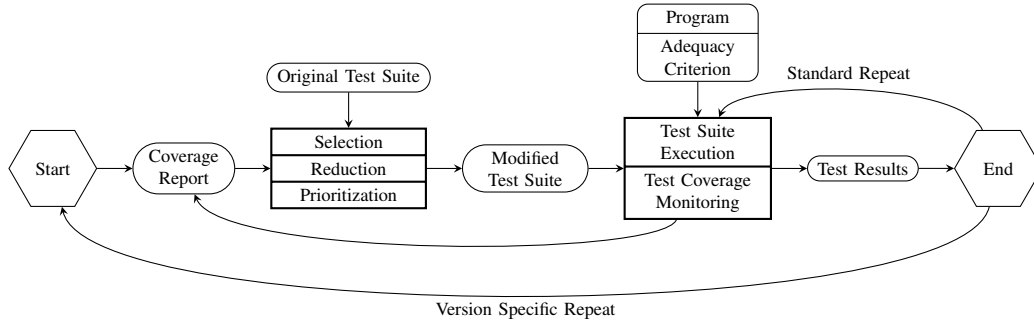 Program
Adequacy
Criterion
Original Test Suite
Standard Repeat
Start
Coverage
Report
Selection
Reduction
Prioritization
Modified
Test Suite
Test Suite
Execution
Test Coverage
Monitoring
Test Results
End
Version Specific Repeat